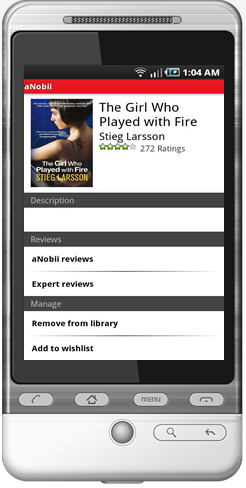 1:04 AM
aNobii
The Girl Who
Played with Fire
Stieg Larsson
272 Ratings
The Girl Who
Played with Fire
STIEG LARSSON
Description
Reviews
aNobii reviews
Expert reviews
Manage
Remove from library
Add to wishlist
menu